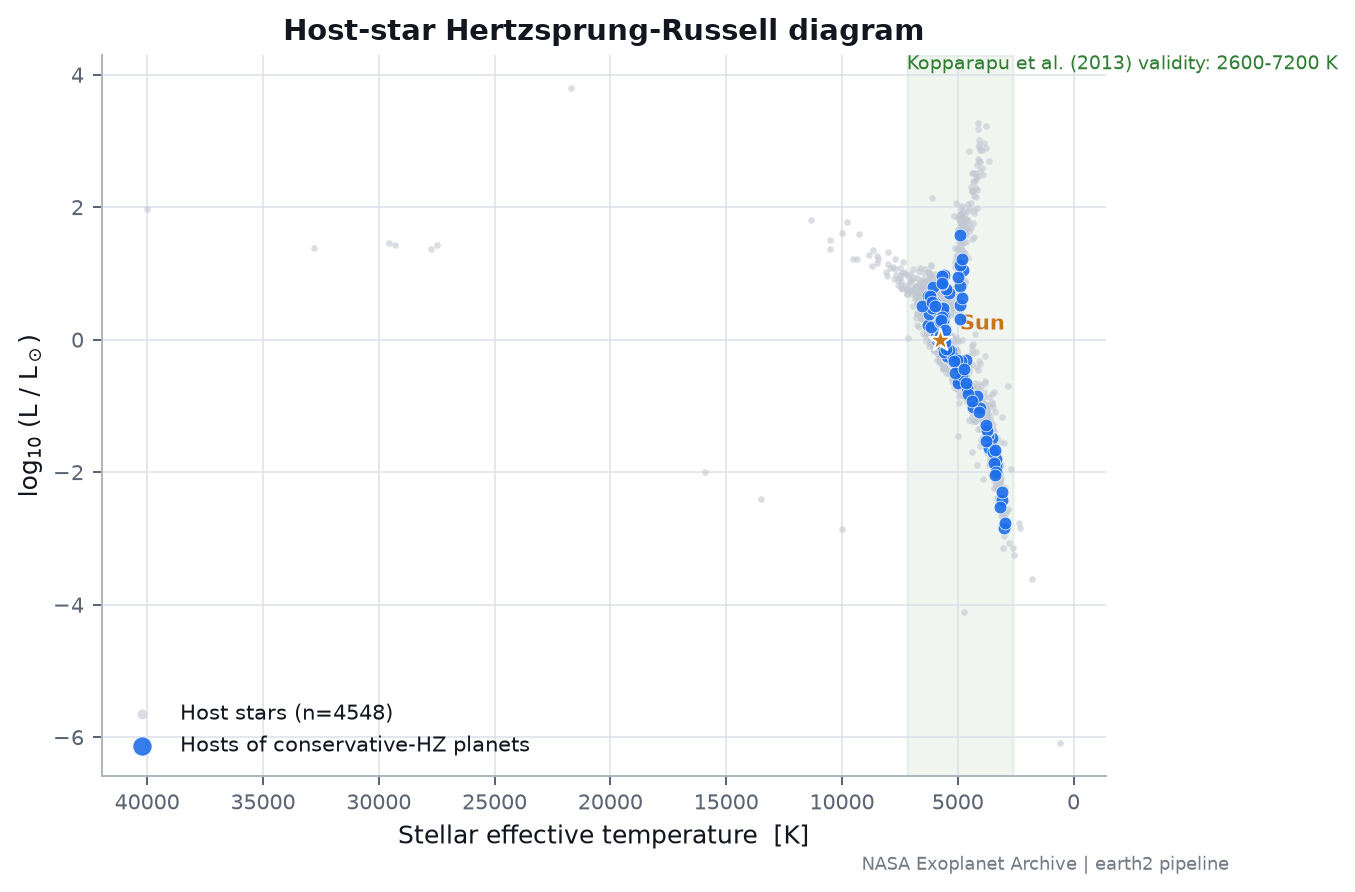 Host-star Hertzsprung-Russell diagram
Kopparapu et al. (2013) validity: 2600-7200 K
4
2
0
−2
−4
−6
log₁₀ (L / L☉)
Sun
Host stars (n=4548)
Hosts of conservative-HZ planets
40000 35000 30000 25000 20000 15000 10000 5000 0
Stellar effective temperature [K]
NASA Exoplanet Archive | earth2 pipeline